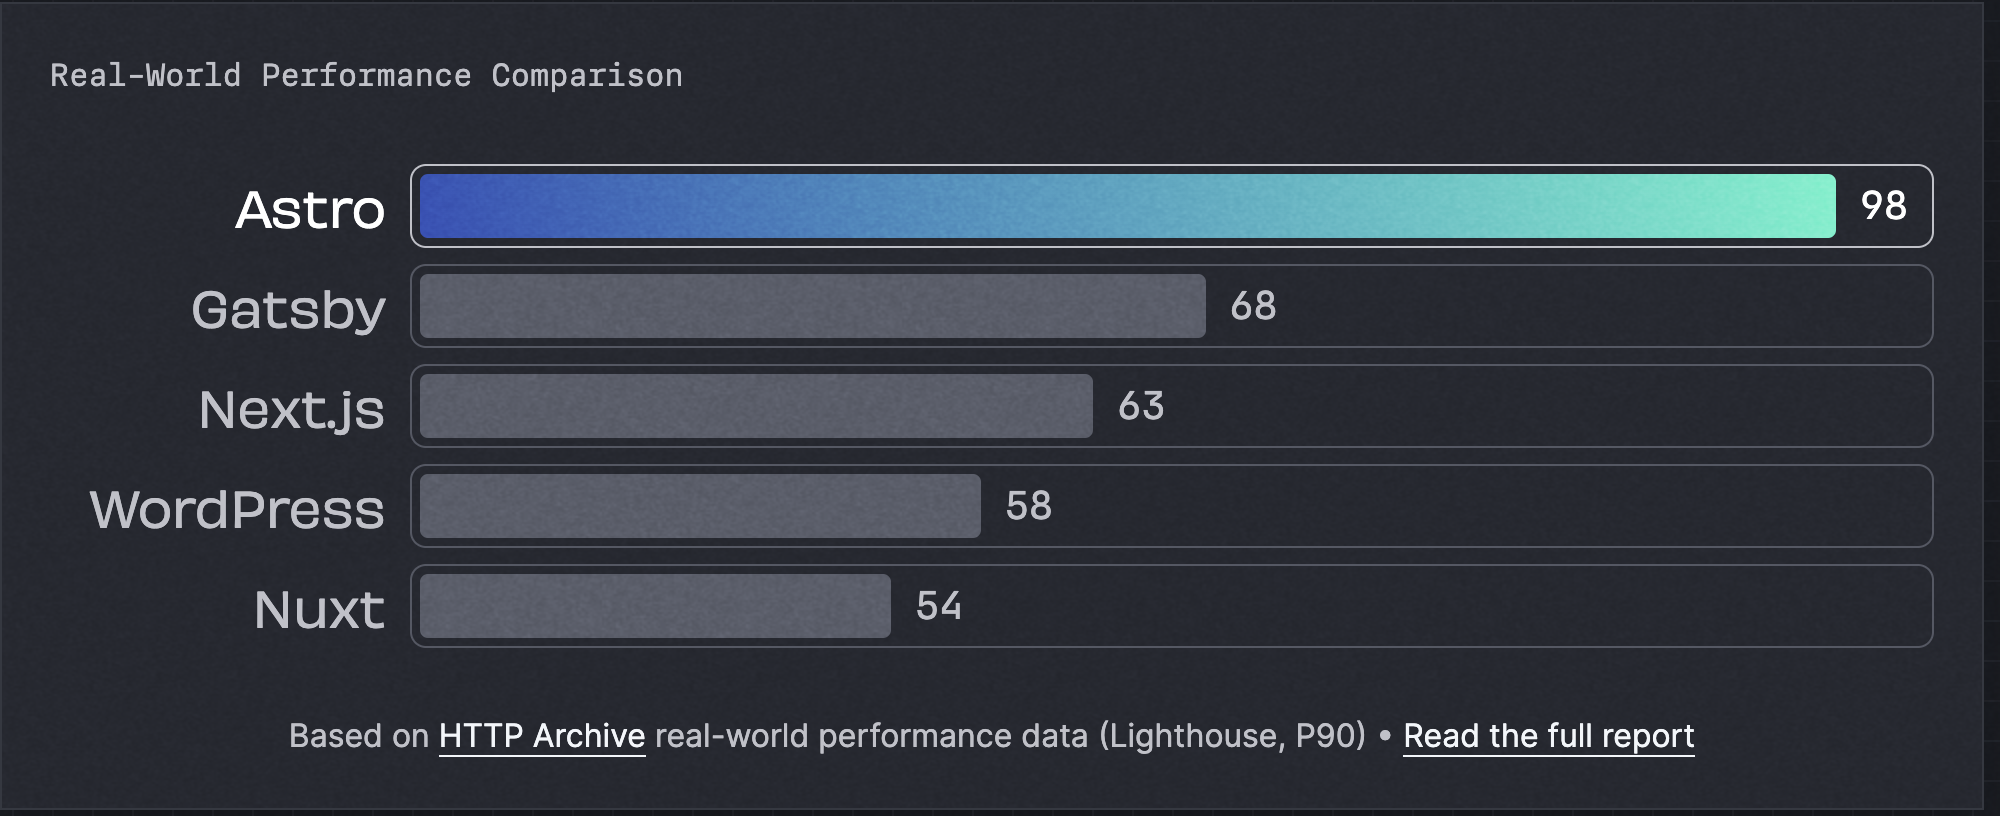 Real-World Performance Comparison
Astro 98
Gatsby 68
Next.js 63
WordPress 58
Nuxt 54
Based on HTTP Archive real-world performance data (Lighthouse, P90) • Read the full report